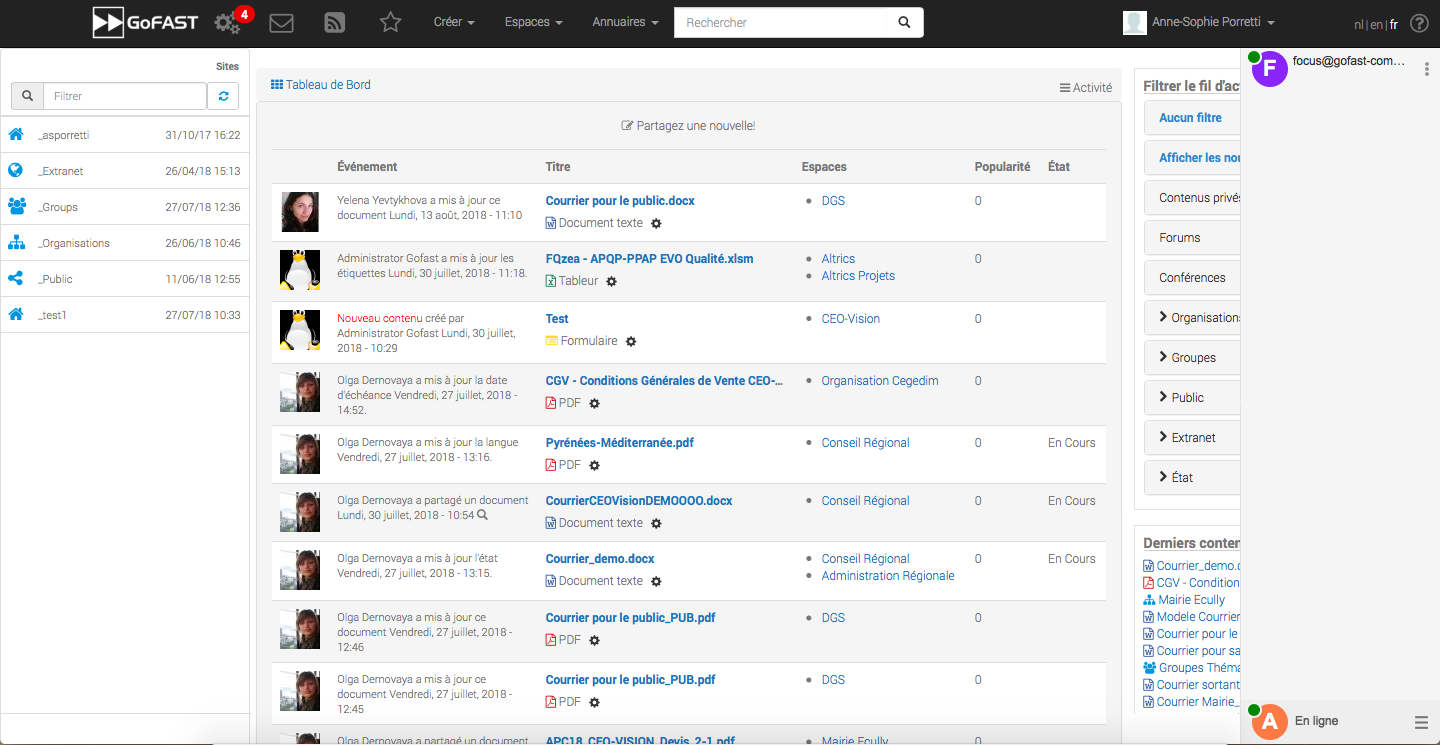 GoFAST
4
Créer
Espaces
Annuaires
Rechercher
Anne-Sophie Porretti
nl | en | fr
Sites
Filtrer
_asporretti 31/10/17 16:22
_Extranet 26/04/18 15:13
_Groups 27/07/18 12:36
_Organisations 26/06/18 10:46
_Public 11/06/18 12:55
_test1 27/07/18 10:33
Tableau de Bord
Activité
Partagez une nouvelle!
Événement Titre Espaces Popularité État
Yelena Yevtykhova a mis à jour ce
document Lundi, 13 août, 2018 - 11:10
Courrier pour le public.docx
Document texte
DGS
0
Administrator Gofast a mis à jour les
étiquettes Lundi, 30 juillet, 2018 - 11:18.
FQzea - APQP-PPAP EVO Qualité.xlsm
Tableur
Altrics
Altrics Projets
0
Nouveau contenu créé par
Administrator Gofast Lundi, 30 juillet,
2018 - 10:29
Test
Formulaire
CEO-Vision
0
Olga Dernovaya a mis à jour la date
d'échéance Vendredi, 27 juillet, 2018 -
14:52.
CGV - Conditions Générales de Vente CEO-...
PDF
Organisation Cegedim
0
Olga Dernovaya a mis à jour la langue
Vendredi, 27 juillet, 2018 - 13:16.
Pyrénées-Méditerranée.pdf
PDF
Conseil Régional
0
En Cours
Olga Dernovaya a partagé un document
Lundi, 30 juillet, 2018 - 10:54
CourrierCEOVisionDEMOOOO.docx
Document texte
Conseil Régional
0
En Cours
Olga Dernovaya a mis à jour l'état
Vendredi, 27 juillet, 2018 - 13:15.
Courrier_demo.docx
Document texte
Conseil Régional
Administration Régionale
0
En Cours
Olga Dernovaya a mis à jour ce
document Vendredi, 27 juillet, 2018 -
12:46
Courrier pour le public_PUB.pdf
PDF
DGS
0
Olga Dernovaya a mis à jour ce
document Vendredi, 27 juillet, 2018 -
12:45
Courrier pour le public_PUB.pdf
PDF
DGS
0
Olga Dernovaya a partagé un document
APC18_CEO-VISION_Devis_2-1.pdf
Mairie Ecully
0
Filtrer le fil d'ac
Aucun filtre
Afficher les nou
Contenus privés
Forums
Conférences
Organisations
Groupes
Public
Extranet
État
Derniers conten
Courrier_demo.d
CGV - Condition
Mairie Ecully
Modele Courrier
Courrier pour le
Courrier pour sa
Groupes Théma
Courrier sortant
Courrier Mairie_
F
focus@gofast-com...
A
En ligne